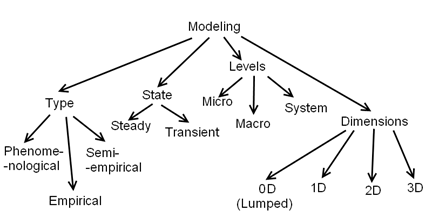 Modeling
Levels
Type
State
Micro
System
Steady
Transient
Macro
Dimensions
Phenome-
-nological
Semi-
-empirical
Empirical
0D
(Lumped)
1D
2D
3D